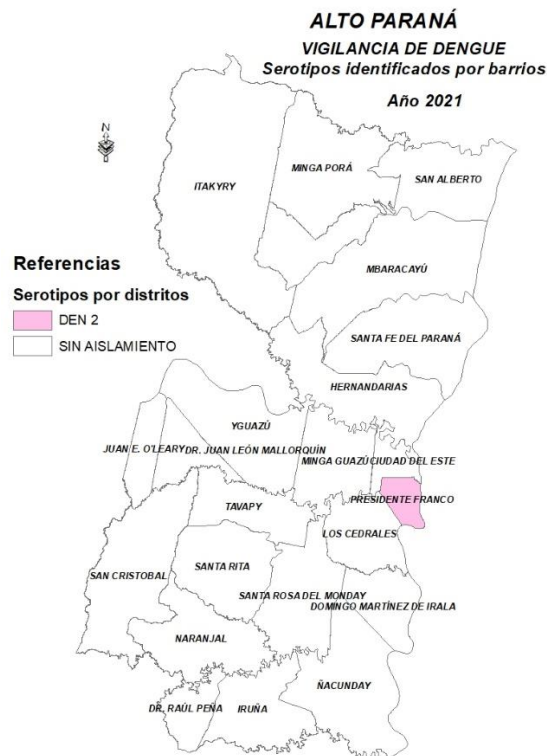 ALTO PARANÁ
VIGILANCIA DE DENGUE
Serotipos identificados por barrios
Año 2021
N
MINGA PORÁ
SAN ALBERTO
ITAKYRY
MBARACAYÚ
Referencias
Serotipos por distritos
DEN 2
SIN AISLAMIENTO
SANTA FE DEL PARANÁ
HERNANDARIAS
YGUAZÚ
JUAN E. O'LEARY
DR. JUAN LEÓN MALLORQUÍN
MINGA GUAZÚ
CIUDAD DEL ESTE
PRESIDENTE FRANCO
TAVAPY
LOS CEDRALES
SAN CRISTOBAL
SANTA RITA
SANTA ROSA DEL MONDAY
DOMINGO MARTÍNEZ DE IRALA
NARANJAL
ÑACUNDAY
DR. RAÚL PEÑA
IRUÑA